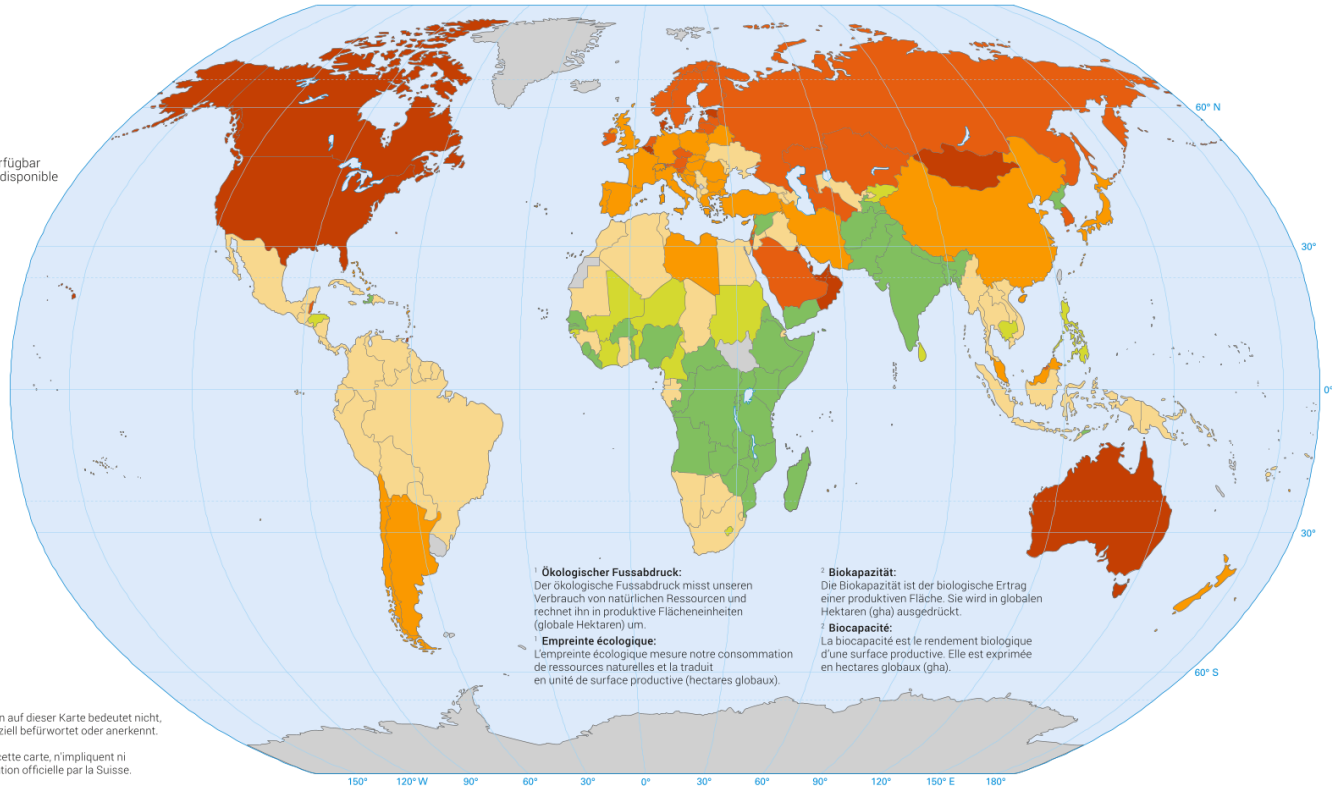 60° N
rfügbar
disponible
30°
0°
30°
¹ Ökologischer Fussabdruck:
Der ökologische Fussabdruck misst unseren
Verbrauch von natürlichen Ressourcen und
rechnet ihn in produktive Flächeneinheiten
(globale Hektaren) um.
¹ Empreinte écologique:
L'empreinte écologique mesure notre consommation
de ressources naturelles et la traduit
en unité de surface productive (hectares globaux).
² Biokapazität:
Die Biokapazität ist der biologische Ertrag
einer produktiven Fläche. Sie wird in globalen
Hektaren (gha) ausgedrückt.
² Biocapacité:
La biocapacité est le rendement biologique
d'une surface productive. Elle est exprimée
en hectares globaux (gha).
60° S
n auf dieser Karte bedeutet nicht,
ziell befürwortet oder anerkennt.
cette carte, n'impliquent ni
tion officielle par la Suisse.
150° 120° W 90° 60° 30° 0° 30° 60° 90° 120° 150° E 180°